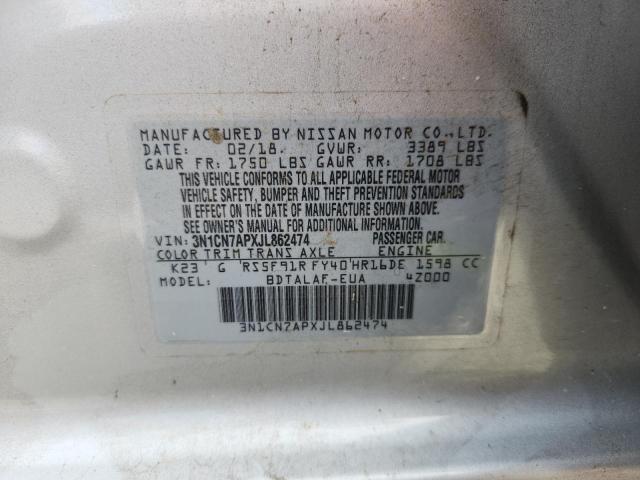 MANUFACTURED BY NISSAN MOTOR CO.,LTD.
DATE: 02/18. GVWR: 3389 LBS
GAWR FR: 1750 LBS GAWR RR: 1708 LBS
THIS VEHICLE CONFORMS TO ALL APPLICABLE FEDERAL MOTOR
VEHICLE SAFETY, BUMPER AND THEFT PREVENTION STANDARDS
IN EFFECT ON THE DATE OF MANUFACTURE SHOWN ABOVE.
SEE OWNER'S MANUAL FOR ADDITIONAL INFORMATION.
VIN: 3N1CN7APXJL862474 PASSENGER CAR.
COLOR TRIM TRANS AXLE ENGINE
K23 G RS5F91R FY40 HR16DE 1598 CC
MODEL: BDTALAF-EUA 4Z000
3N1CN7APXJL862474